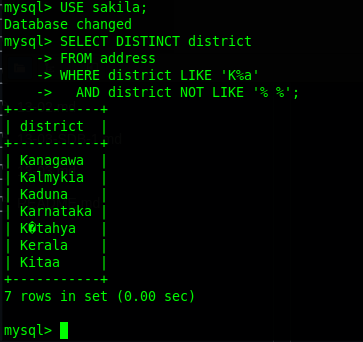 mysql> USE sakila;
Database changed
mysql> SELECT DISTINCT district
    -> FROM address
    -> WHERE district LIKE 'K%a'
    ->   AND district NOT LIKE '% %';
+-----------+
| district  |
+-----------+
| Kanagawa  |
| Kalmykia  |
| Kaduna    |
| Karnataka |
| K�tahya   |
| Kerala    |
| Kitaa     |
+-----------+
7 rows in set (0.00 sec)
mysql>